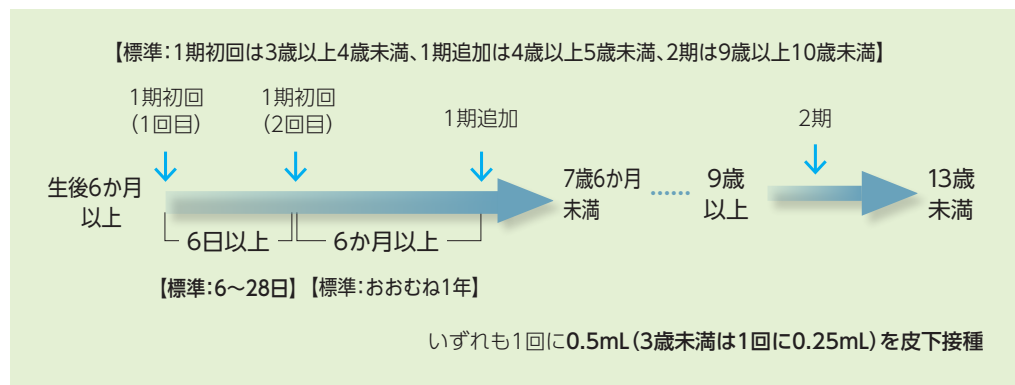 【標準：1期初回は3歳以上4歳未満、1期追加は4歳以上5歳未満、2期は9歳以上10歳未満】
1期初回
（1回目）
1期初回
（2回目）
1期追加
2期
生後6か月
以上
7歳6か月
未満
9歳
以上
13歳
未満
6日以上
6か月以上
【標準：6〜28日】
【標準：おおむね1年】
いずれも1回に0.5mL（3歳未満は1回に0.25mL）を皮下接種